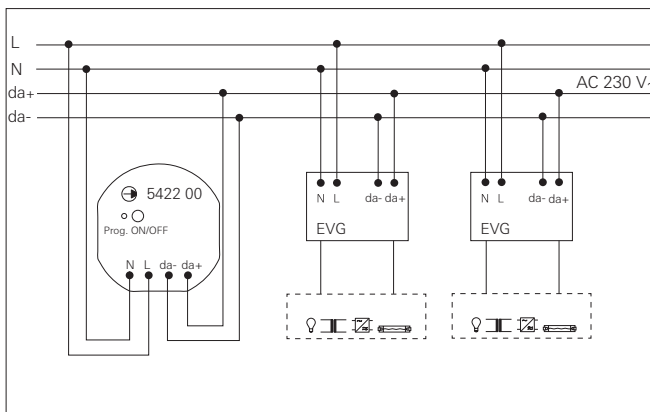 L
N
AC 230 V~
da+
da-
5422 00
Prog. ON/OFF
N L da- da+
N L da- da+
EVG
N L da- da+
EVG